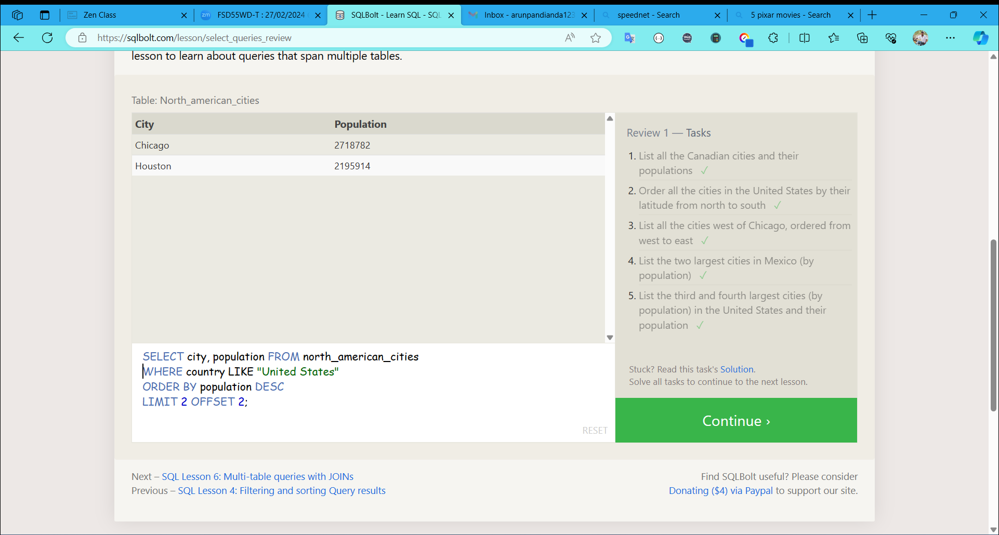 Zen Class
zm FSD55WD-T : 27/02/2024
SQLBolt - Learn SQL - SQL
Inbox - arunpandianda123
speednet - Search
5 pixar movies - Search
https://sqlbolt.com/lesson/select_queries_review
lesson to learn about queries that span multiple tables.
Table: North_american_cities
City Population
Chicago 2718782
Houston 2195914
SELECT city, population FROM north_american_cities
WHERE country LIKE "United States"
ORDER BY population DESC
LIMIT 2 OFFSET 2;
RESET
Review 1 — Tasks
1. List all the Canadian cities and their
populations ✓
2. Order all the cities in the United States by their
latitude from north to south ✓
3. List all the cities west of Chicago, ordered from
west to east ✓
4. List the two largest cities in Mexico (by
population) ✓
5. List the third and fourth largest cities (by
population) in the United States and their
population ✓
Stuck? Read this task's Solution.
Solve all tasks to continue to the next lesson.
Continue ›
Next – SQL Lesson 6: Multi-table queries with JOINs
Previous – SQL Lesson 4: Filtering and sorting Query results
Find SQLBolt useful? Please consider
Donating ($4) via Paypal to support our site.